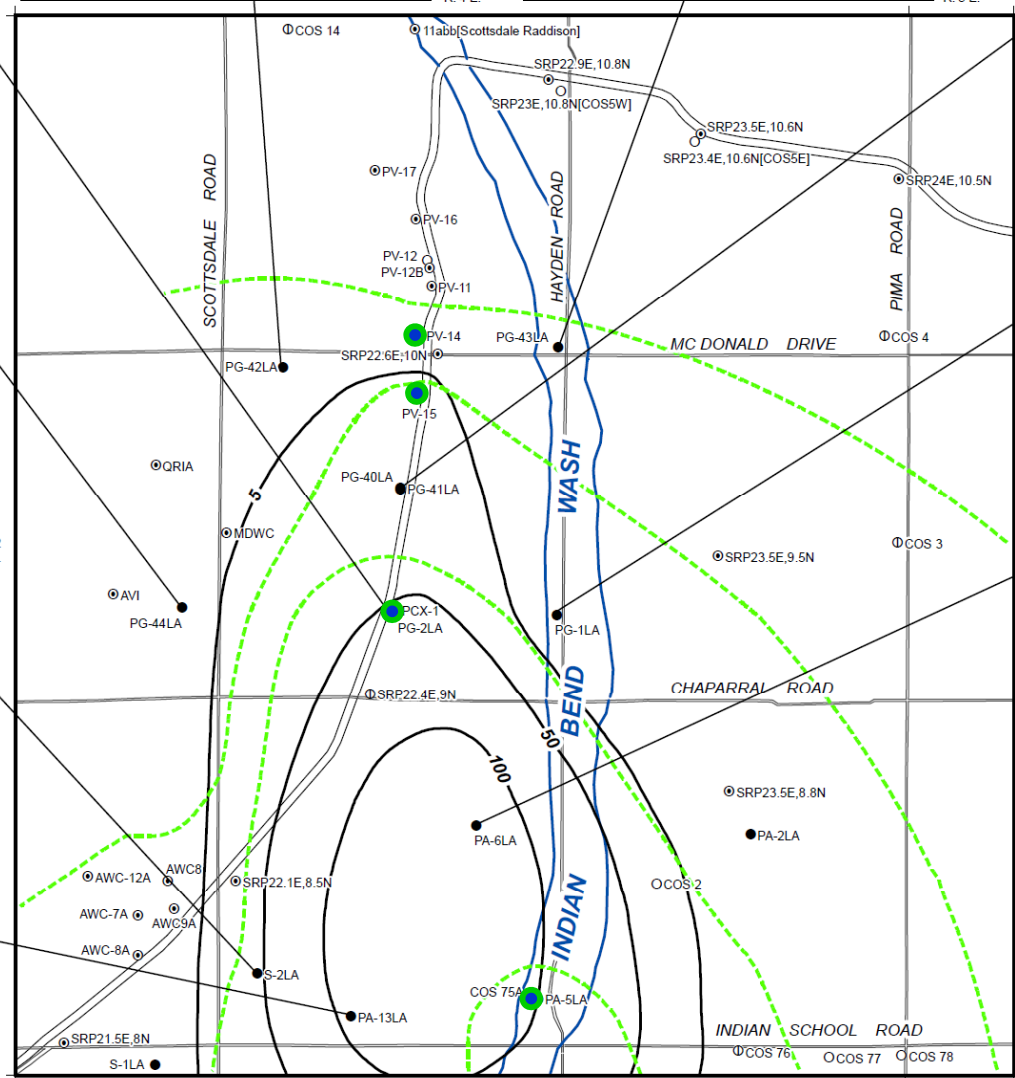 COS 14
11abb[Scottsdale Raddison]
SRP22.9E,10.8N
SRP23E,10.8N[COS5W]
SRP23.5E,10.6N
SRP23.4E,10.6N[COS5E]
SRP24E,10.5N
SCOTTSDALE ROAD
HAYDEN ROAD
PIMA ROAD
PV-17
PV-16
PV-12
PV-12B
PV-11
PV-14
PG-43LA
COS 4
SRP22.6E,10N
MC DONALD DRIVE
PG-42LA
PV-15
QRIA
PG-40LA
PG-41LA
5
MDWC
COS 3
SRP23.5E,9.5N
AVI
PG-44LA
PCX-1
PG-2LA
PG-1LA
SRP22.4E,9N
CHAPARRAL ROAD
50
100
INDIAN BEND WASH
SRP23.5E,8.8N
PA-6LA
PA-2LA
AWC-12A
AWC8
SRP22.1E,8.5N
COS 2
AWC-7A
AWC9A
AWC-8A
S-2LA
COS 75A
PA-5LA
PA-13LA
INDIAN SCHOOL ROAD
SRP21.5E,8N
S-1LA
COS 76
COS 77
COS 78